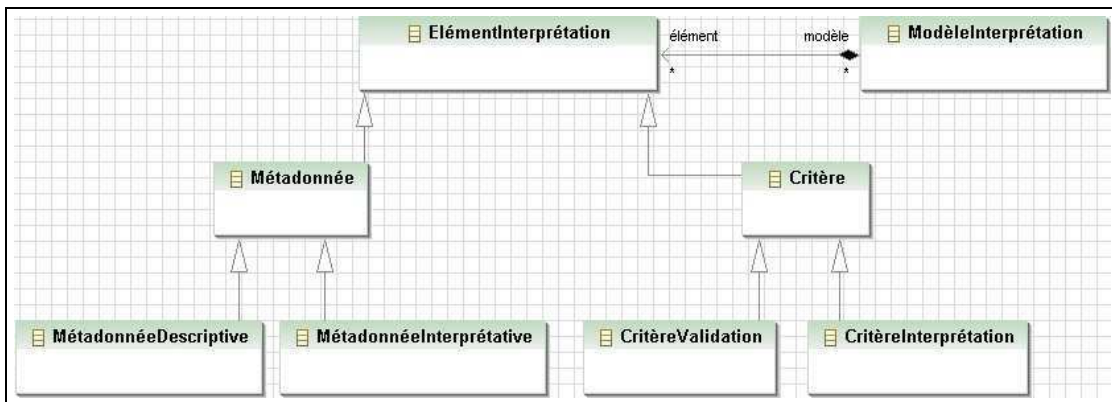 ElémentInterprétation
élément
modèle
ModèleInterprétation
*
*
Métadonnée
Critère
MétadonnéeDescriptive
MétadonnéeInterprétative
CritèreValidation
CritèreInterprétation